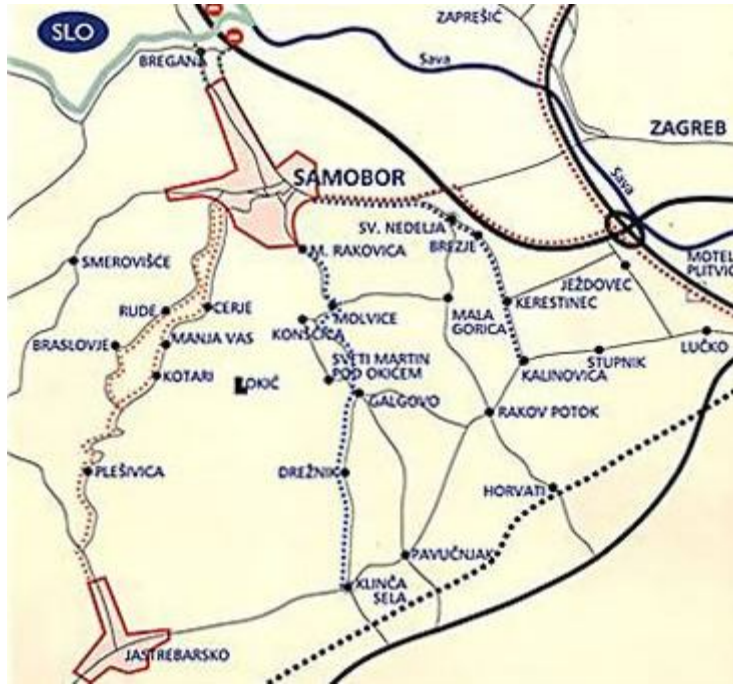 SLO
ZAPREŠIĆ
BREGANA
Sava
ZAGREB
SAMOBOR
Sava
SV. NEDELJA
BREZJE
M. RAKOVICA
MOTEL
PLITVIC
SMEROVIŠĆE
JEŽDOVEC
RUDE
CERJE
MOLVICE
KERESTINEC
KONŠĆICA
MALA
GORICA
BRASLOVJE
MANJA VAS
STUPNIK
LUČKO
SVETI MARTIN
POD OKIĆEM
KOTARI
OKIČ
KALINOVICA
GALGOVO
RAKOV POTOK
PLEŠIVICA
DREŽNIK
HORVATI
PAVUČNJAK
KLINČA
SELA
JASTREBARSKO